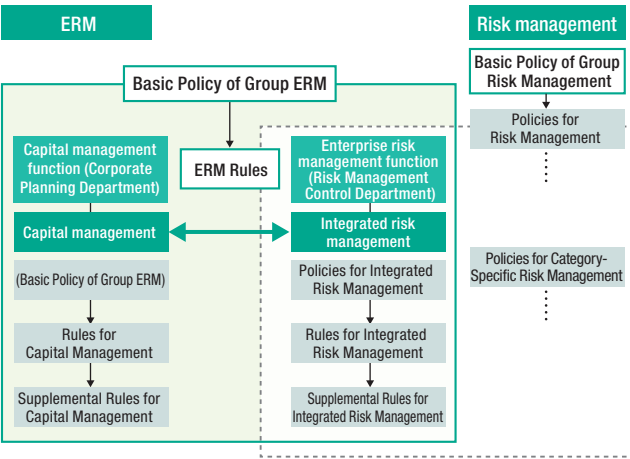 ERM
Risk management
Basic Policy of Group
Risk Management
Basic Policy of Group ERM
Policies for
Risk Management
Capital management
function (Corporate
Planning Department)
ERM Rules
Enterprise risk
management function
(Risk Management
Control Department)
Capital management
Integrated risk
management
(Basic Policy of Group ERM)
Policies for Integrated
Risk Management
Policies for Category-
Specific Risk Management
Rules for
Capital Management
Rules for Integrated
Risk Management
Supplemental Rules for
Capital Management
Supplemental Rules for
Integrated Risk Management